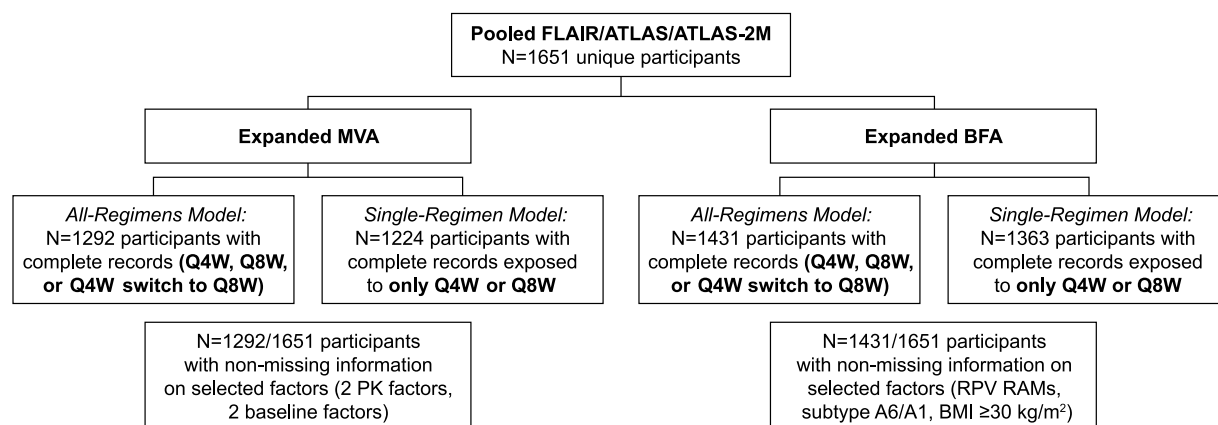 Pooled FLAIR/ATLAS/ATLAS-2M
N=1651 unique participants
Expanded MVA
Expanded BFA
All-Regimens Model:
N=1292 participants with
complete records (Q4W, Q8W,
or Q4W switch to Q8W)
Single-Regimen Model:
N=1224 participants with
complete records exposed
to only Q4W or Q8W
All-Regimens Model:
N=1431 participants with
complete records (Q4W, Q8W,
or Q4W switch to Q8W)
Single-Regimen Model:
N=1363 participants with
complete records exposed
to only Q4W or Q8W
N=1292/1651 participants
with non-missing information
on selected factors (2 PK factors,
2 baseline factors)
N=1431/1651 participants
with non-missing information on
selected factors (RPV RAMs,
subtype A6/A1, BMI ≥30 kg/m²)